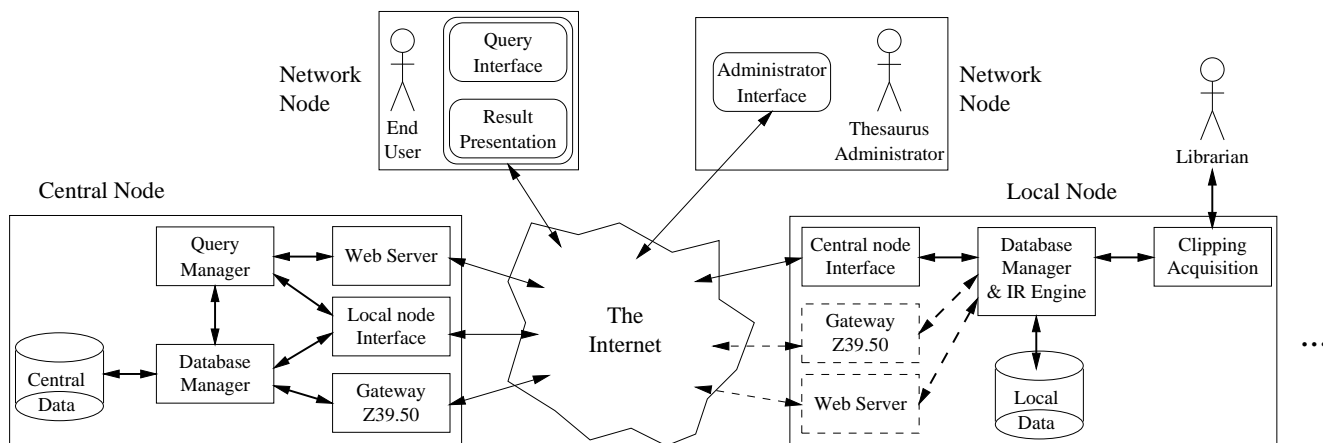 Network
Node
End
User
Query
Interface
Result
Presentation
Administrator
Interface
Thesaurus
Administrator
Network
Node
Librarian
Central Node
Query
Manager
Web Server
Local node
Interface
Database
Manager
Gateway
Z39.50
Central
Data
The
Internet
Local Node
Central node
Interface
Database
Manager
& IR Engine
Clipping
Acquisition
Gateway
Z39.50
Web Server
Local
Data
...